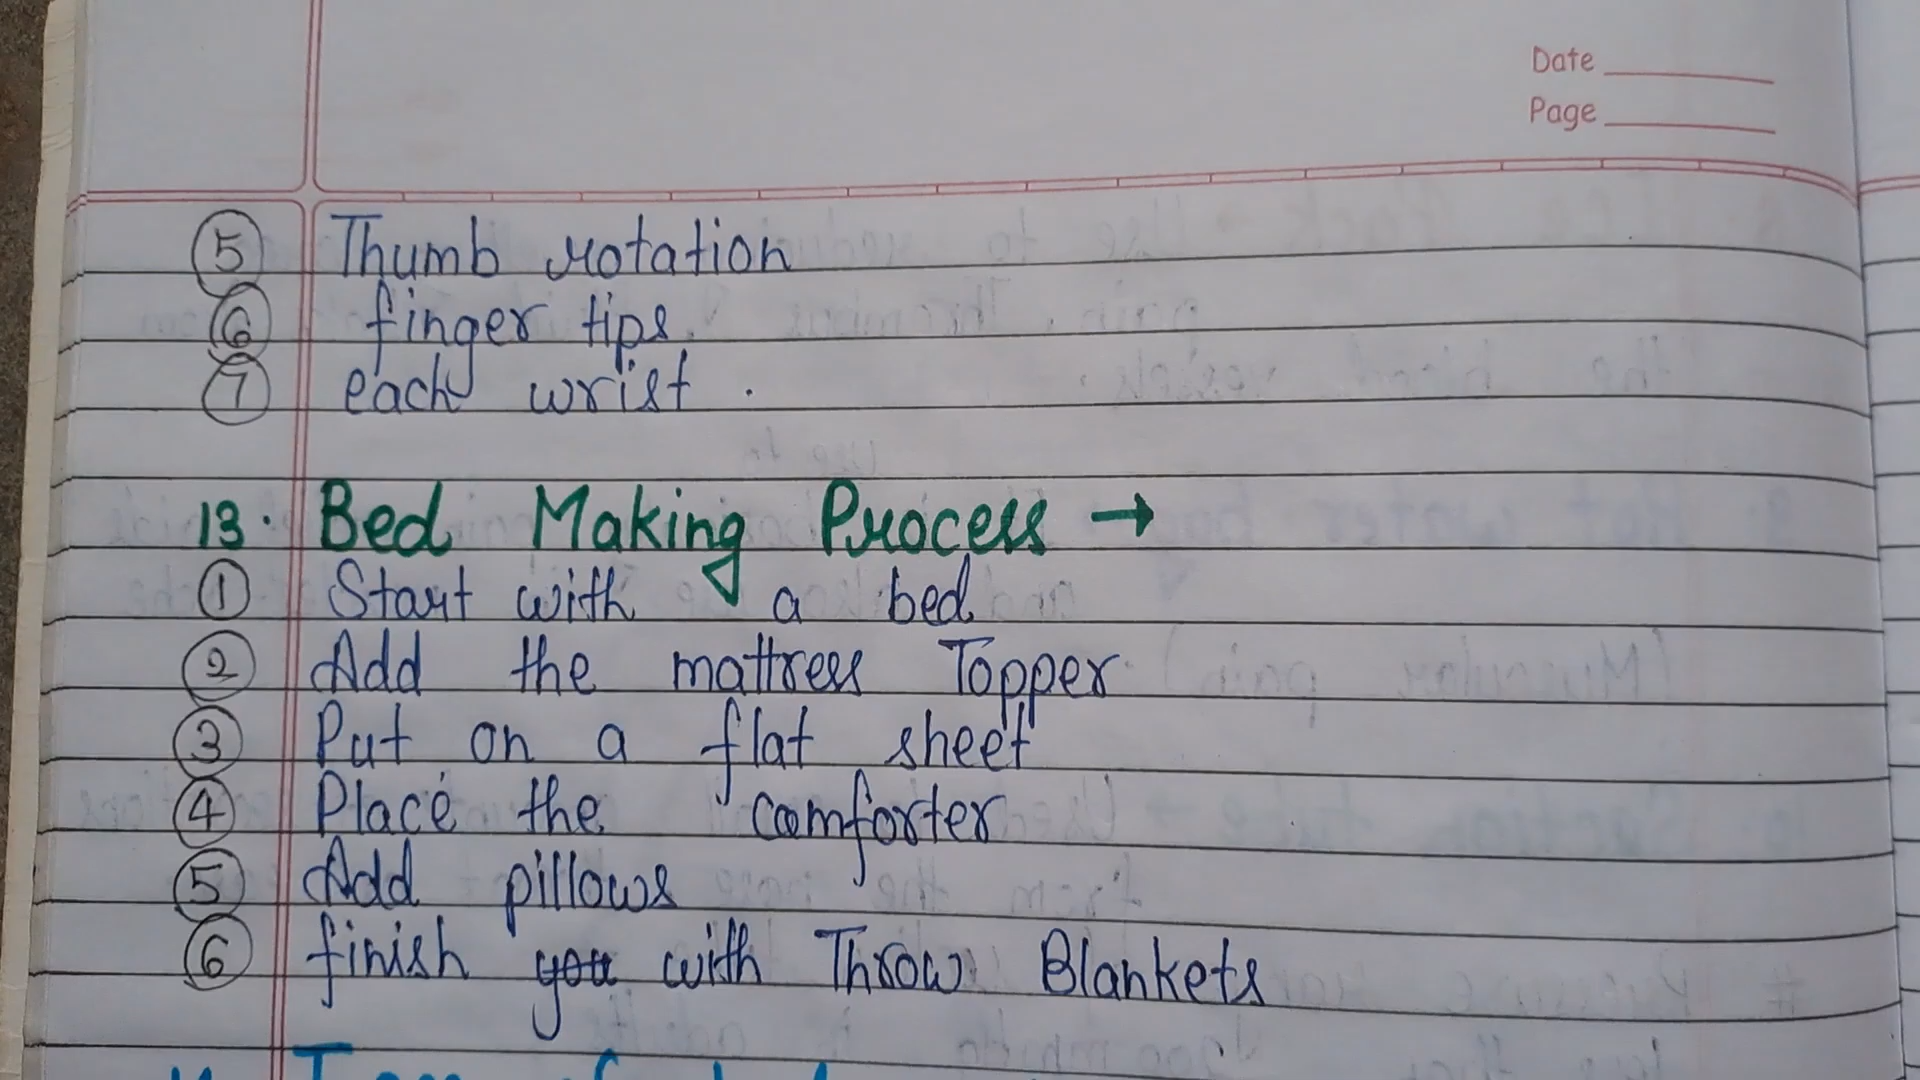 Date
Page
5 Thumb rotation
6 finger tips.
7 each wrist .
13. Bed Making Process →
1 Start with a bed
2 Add the mattress Topper
3 Put on a flat sheet
4 Place the comforter
5 Add pillows
6 finish you with Throw Blankets